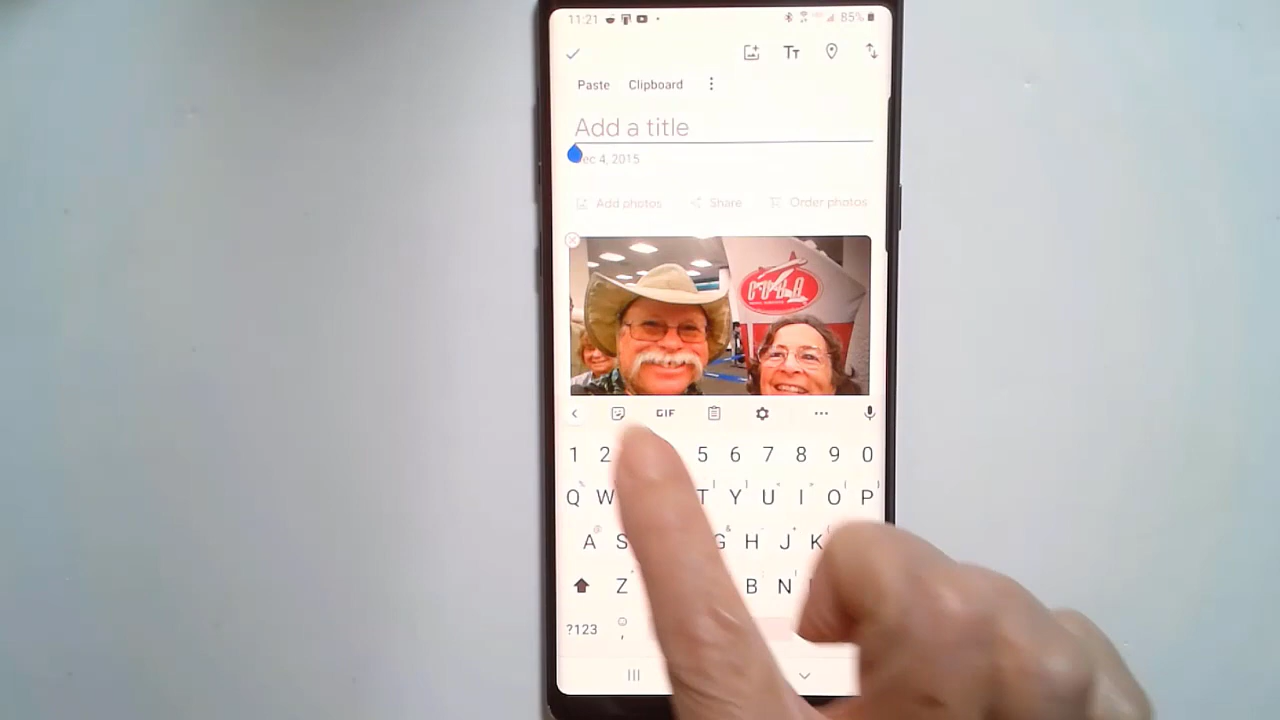 11:21 85%
Tт
Paste Clipboard
Add a title
ec 4, 2015
Add photos Share Order photos
GIF
1 2 5 6 7 8 9 0
Q W T Y U I O P
A S G H J K
Z B N
?123 ,